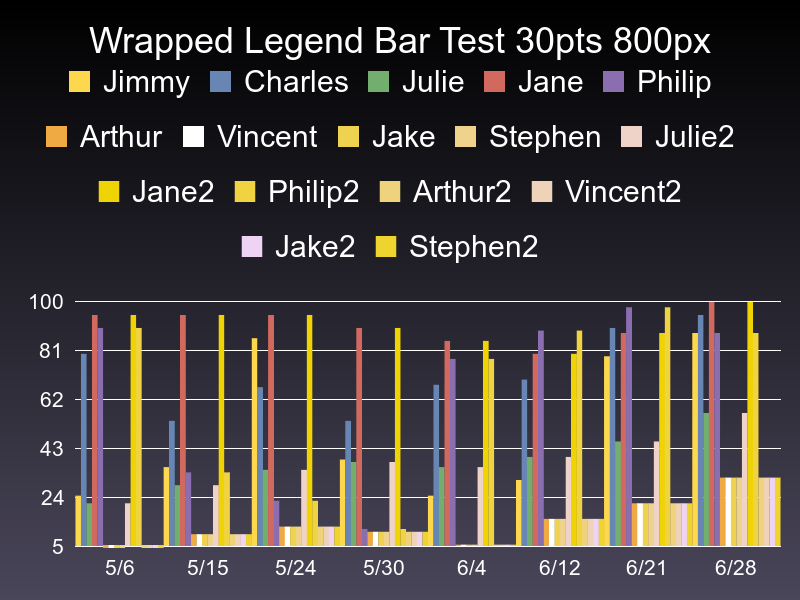 Wrapped Legend Bar Test 30pts 800px
Jimmy Charles Julie Jane Philip
Arthur Vincent Jake Stephen Julie2
Jane2 Philip2 Arthur2 Vincent2
Jake2 Stephen2
100
81
62
43
24
5
5/6 5/15 5/24 5/30 6/4 6/12 6/21 6/28